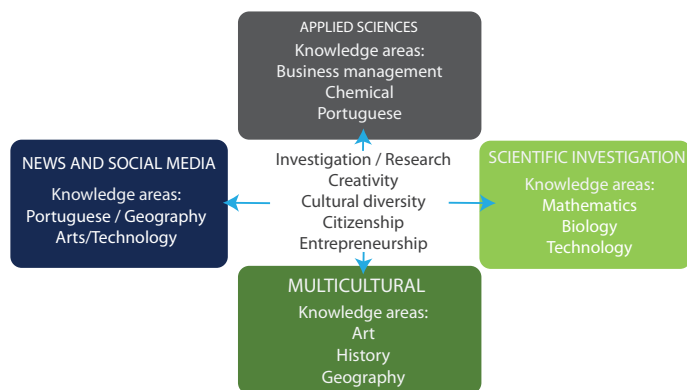 APPLIED SCIENCES
Knowledge areas:
Business management
Chemical
Portuguese
NEWS AND SOCIAL MEDIA
Knowledge areas:
Portuguese / Geography
Arts/Technology
Investigation / Research
Creativity
Cultural diversity
Citizenship
Entrepreneurship
SCIENTIFIC INVESTIGATION
Knowledge areas:
Mathematics
Biology
Technology
MULTICULTURAL
Knowledge areas:
Art
History
Geography